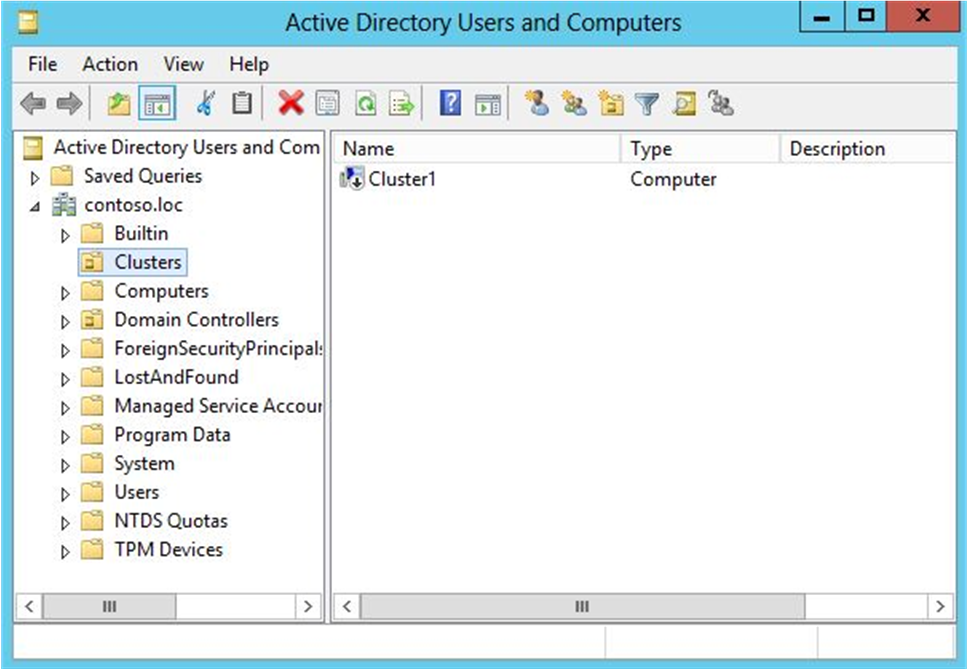 Active Directory Users and Computers
File Action View Help
Active Directory Users and Com
Saved Queries
contoso.loc
Builtin
Clusters
Computers
Domain Controllers
ForeignSecurityPrincipals
LostAndFound
Managed Service Accour
Program Data
System
Users
NTDS Quotas
TPM Devices
Name Type Description
Cluster1 Computer